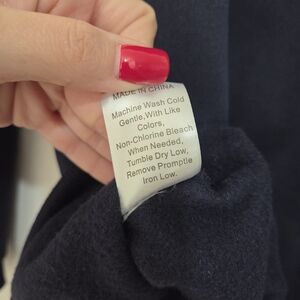 MADE IN CHINA
Machine Wash Cold
Gentle,With Like
Colors,
Non-Chlorine Bleach
When Needed,
Tumble Dry Low,
Remove Promptle
Iron Low.